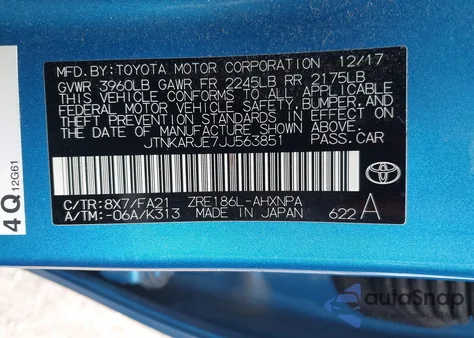 MFD.BY:TOYOTA MOTOR CORPORATION 12/17
GVWR 3960LB GAWR FR 2245LB RR 2175LB
THIS VEHICLE CONFORMS TO ALL APPLICABLE
FEDERAL MOTOR VEHICLE SAFETY, BUMPER, AND
THEFT PREVENTION STANDARDS IN EFFECT ON
THE DATE OF MANUFACTURE SHOWN ABOVE.
JTNKARJE7JJ563851 PASS.CAR
TOYOTA
C/TR:8X7/FA21 ZRE186L-AHXNPA
A/TM:-06A/K313 MADE IN JAPAN 622 A
4Q 12G61
autoSnap